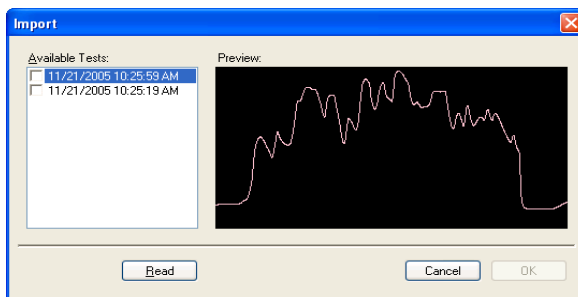 Import
Available Tests:
Preview:
11/21/2005 10:25:59 AM
11/21/2005 10:25:19 AM
Read
Cancel
OK